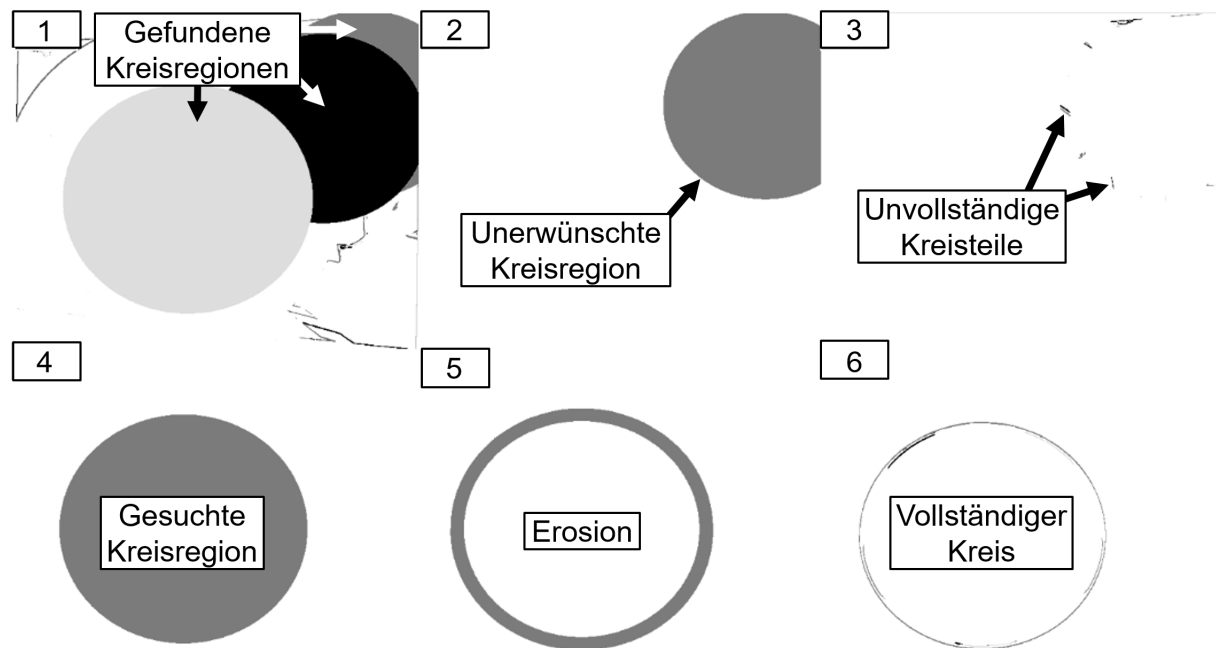 1
Gefundene
Kreisregionen
2
Unerwünschte
Kreisregion
3
Unvollständige
Kreisteile
4
Gesuchte
Kreisregion
5
Erosion
6
Vollständiger
Kreis